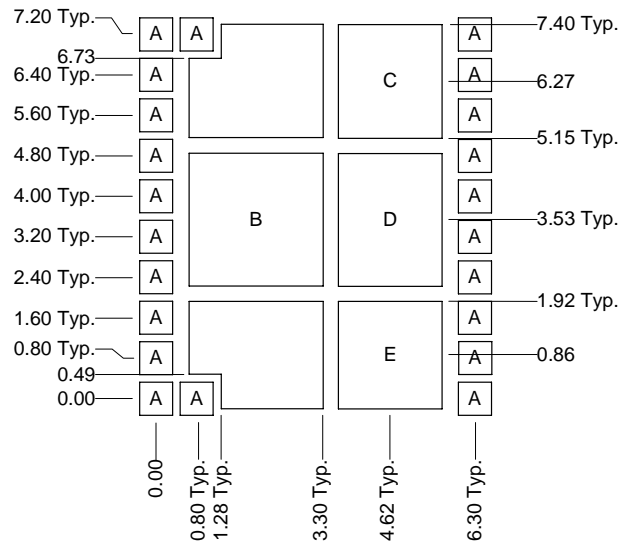 7.20 Typ. A A A 7.40 Typ.
6.73
6.40 Typ. A C A 6.27
5.60 Typ. A A
5.15 Typ.
4.80 Typ. A A
4.00 Typ. A A
3.20 Typ. A B D A 3.53 Typ.
2.40 Typ. A A
1.60 Typ. A A 1.92 Typ.
0.80 Typ. A E A 0.86
0.49
0.00 A A A
0.00
0.80 Typ.
1.28 Typ.
3.30 Typ.
4.62 Typ.
6.30 Typ.